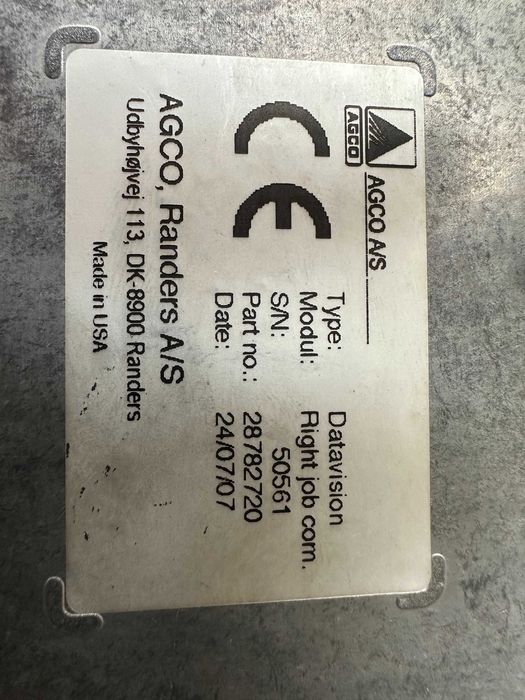 AGCO
AGCO A/S
CE
Type: Datavision
Modul: Right job com.
S/N: 50561
Part no.: 28782720
Date: 24/07/07
AGCO, Randers A/S
Udbyhøjvej 113, DK-8900 Randers
Made in USA